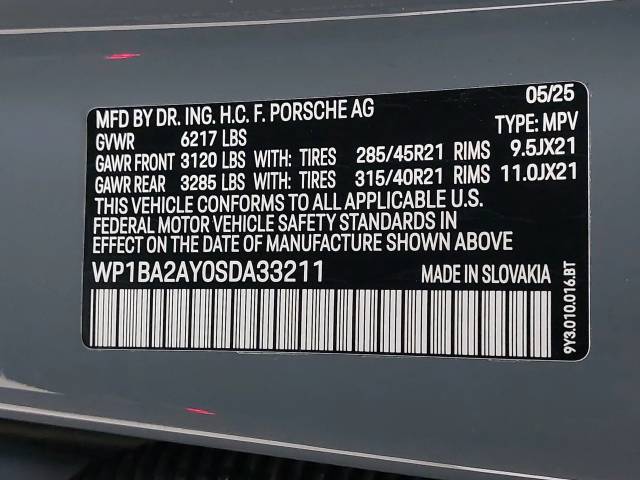 05/25
MFD BY DR. ING. H.C. F. PORSCHE AG
GVWR 6217 LBS TYPE: MPV
GAWR FRONT 3120 LBS WITH: TIRES 285/45R21 RIMS 9.5JX21
GAWR REAR 3285 LBS WITH: TIRES 315/40R21 RIMS 11.0JX21
THIS VEHICLE CONFORMS TO ALL APPLICABLE U.S.
FEDERAL MOTOR VEHICLE SAFETY STANDARDS IN
EFFECT ON THE DATE OF MANUFACTURE SHOWN ABOVE
WP1BA2AY0SDA33211 MADE IN SLOVAKIA
9Y3.010.016.BT